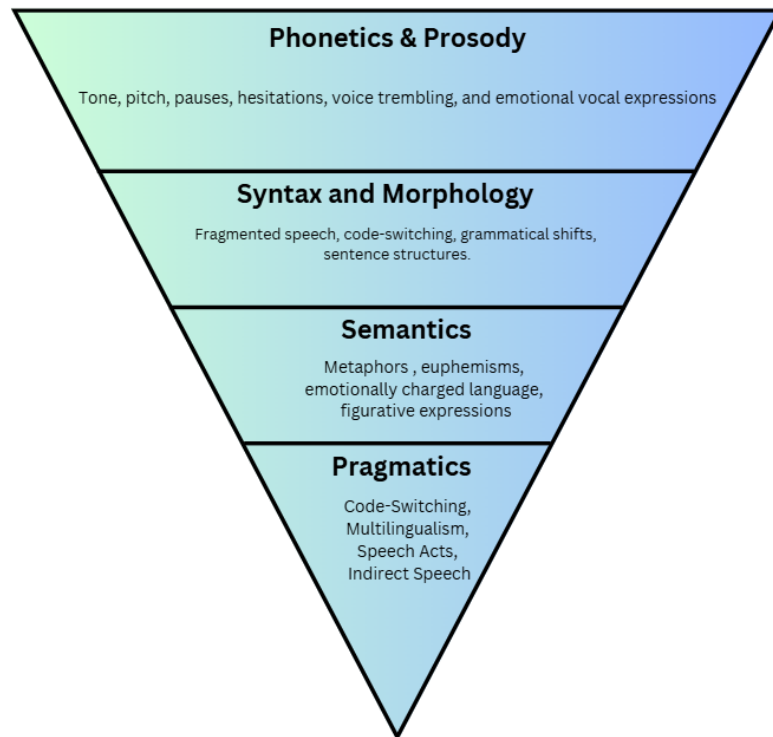 Phonetics & Prosody
Tone, pitch, pauses, hesitations, voice trembling, and emotional vocal expressions
Syntax and Morphology
Fragmented speech, code-switching, grammatical shifts,
sentence structures.
Semantics
Metaphors , euphemisms,
emotionally charged language,
figurative expressions
Pragmatics
Code-Switching,
Multilingualism,
Speech Acts,
Indirect Speech